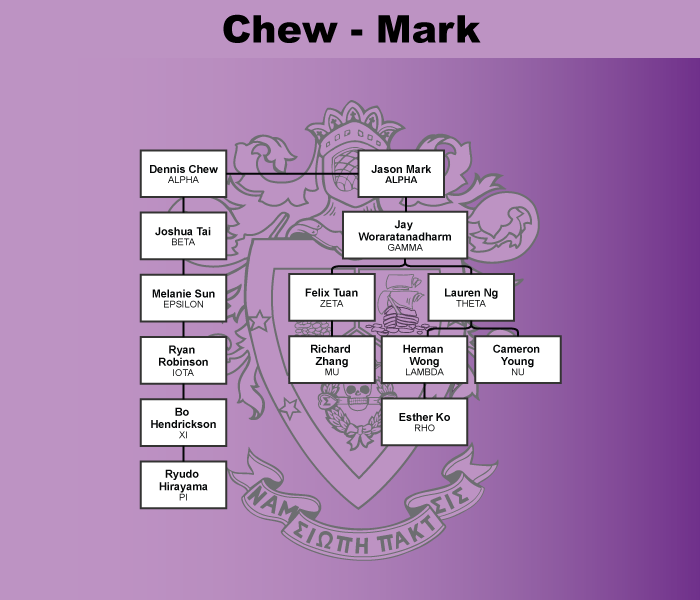 Chew - Mark
Dennis Chew
ALPHA
Jason Mark
ALPHA
Joshua Tai
BETA
Jay
Woraratanadharm
GAMMA
Melanie Sun
EPSILON
Felix Tuan
ZETA
Lauren Ng
THETA
Ryan
Robinson
IOTA
Richard
Zhang
MU
Herman
Wong
LAMBDA
Cameron
Young
NU
Bo
Hendrickson
XI
Esther Ko
RHO
Ryudo
Hirayama
PI
ΝΑΜ ΣΙΩΠΗ ΠΑΚΤ ΣΙΣ